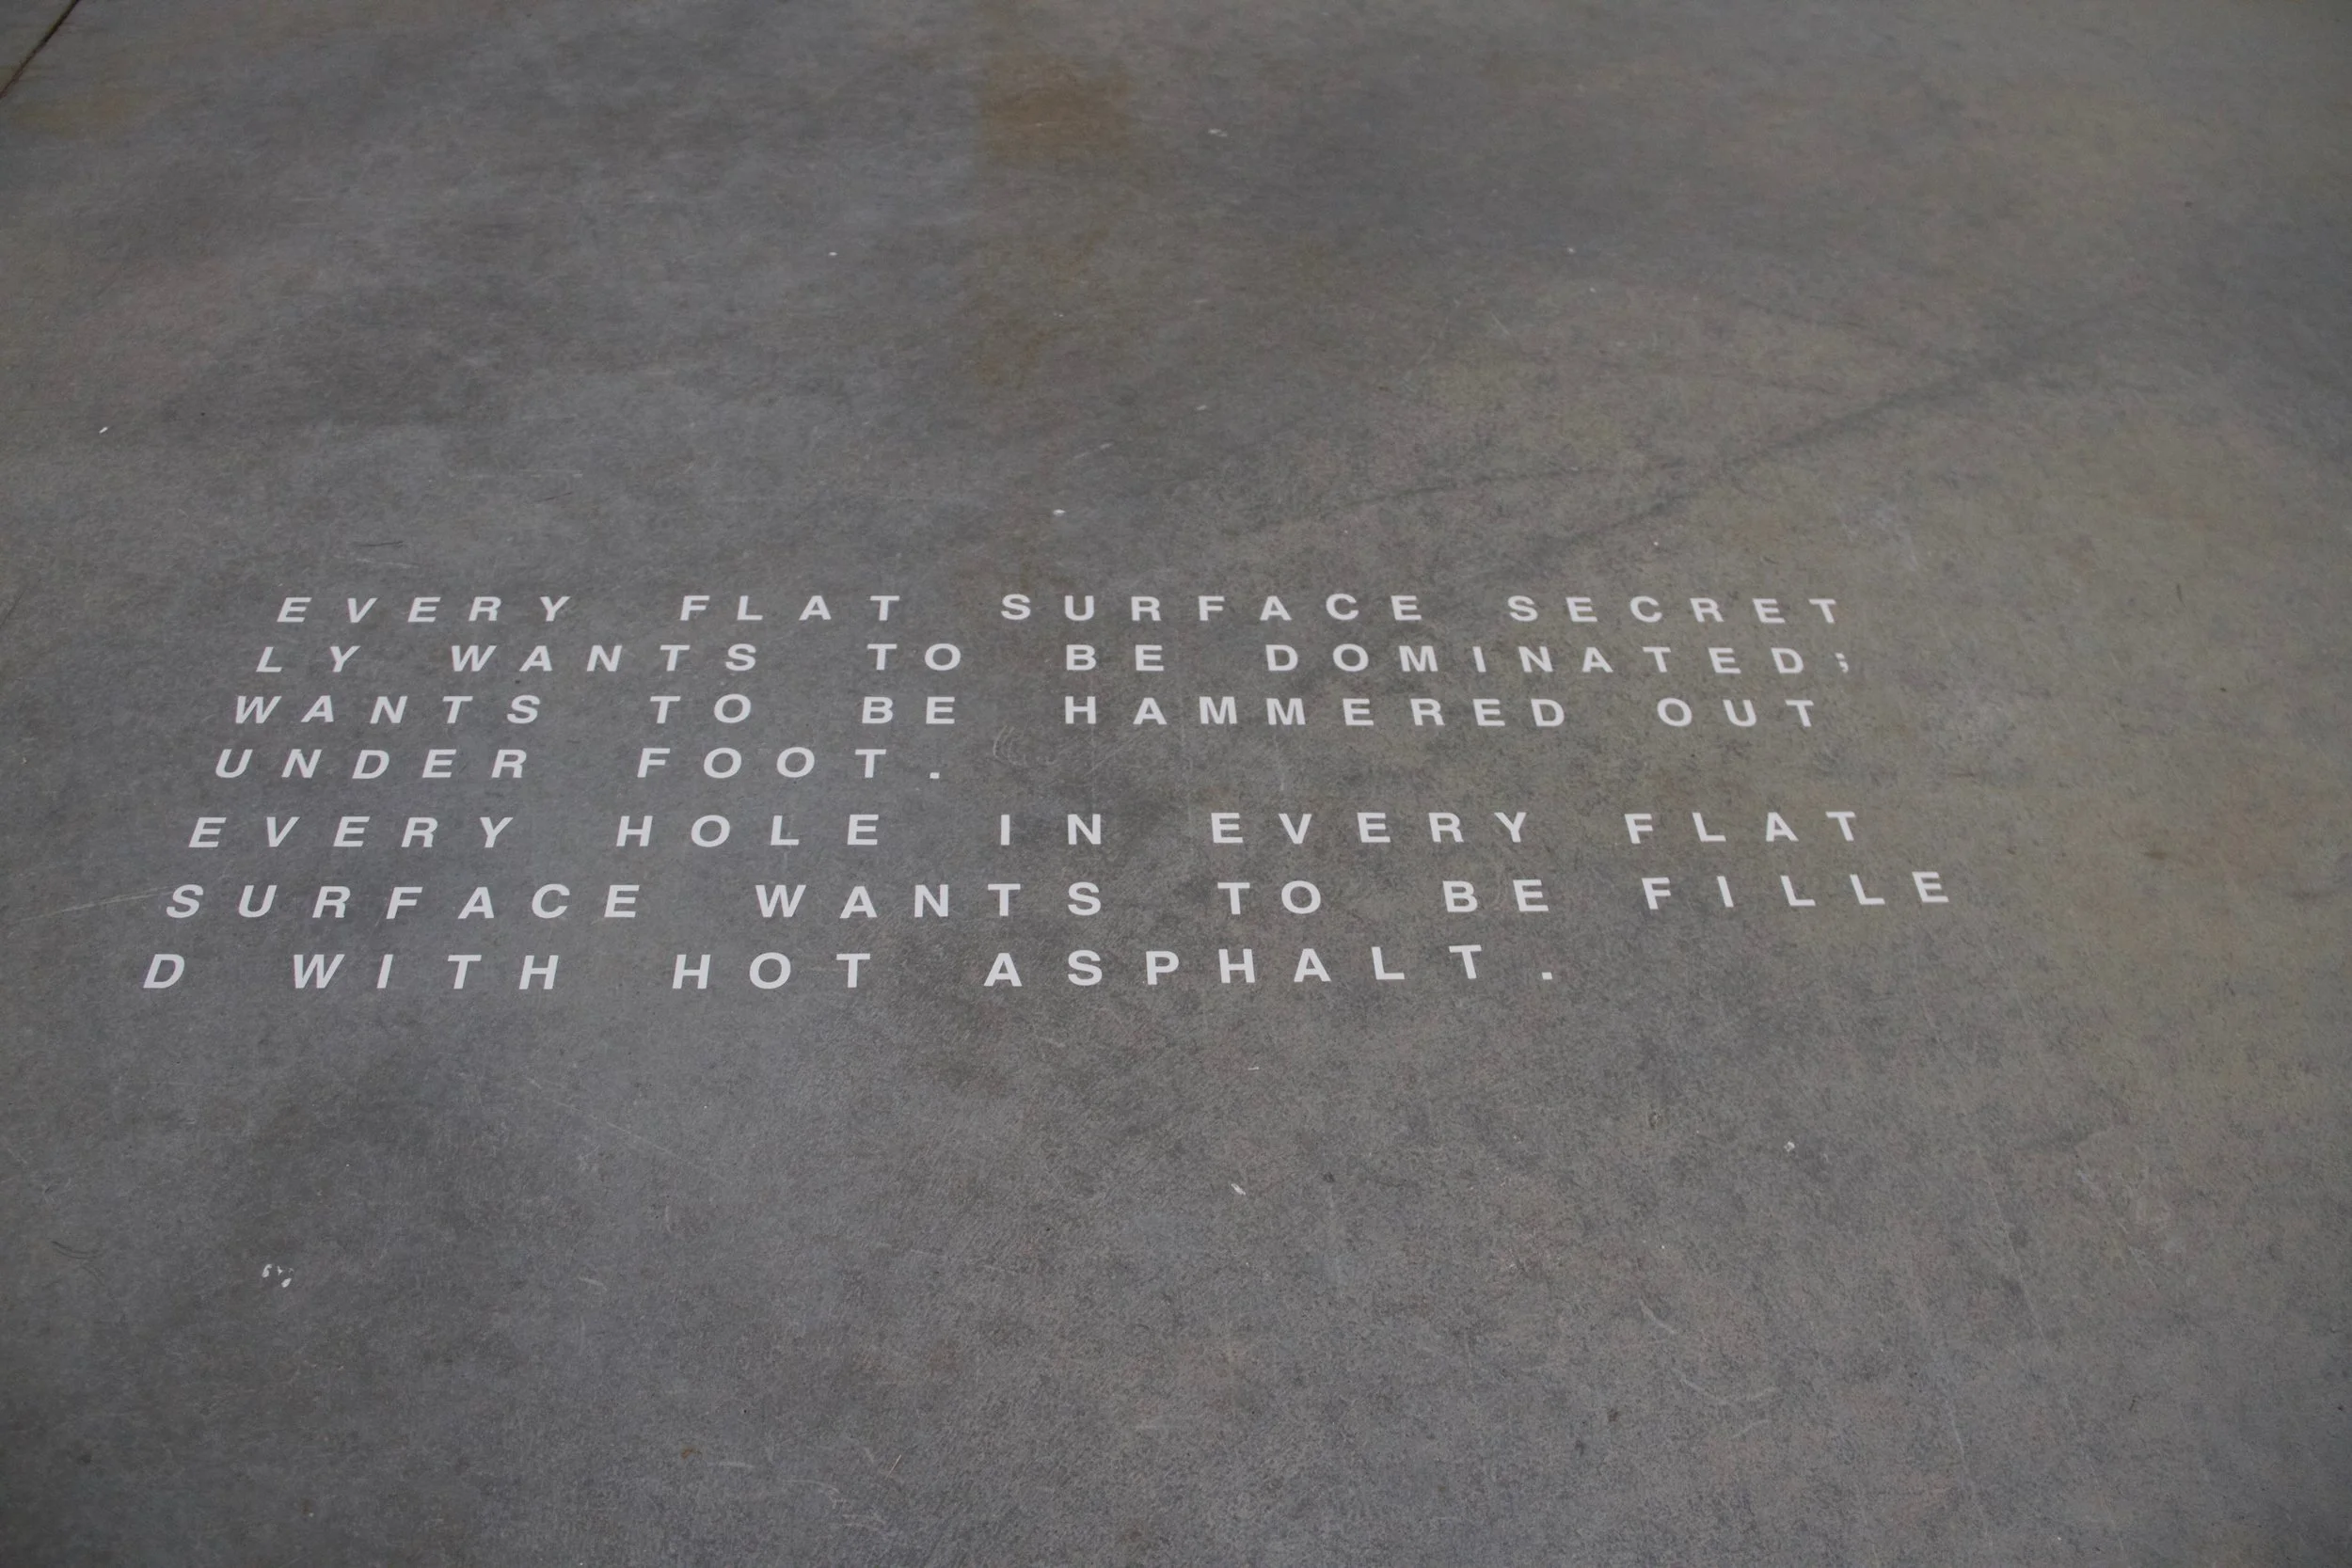 EVERY FLAT SURFACE SECRET
LY WANTS TO BE DOMINATED;
WANTS TO BE HAMMERED OUT
UNDER FOOT.
EVERY HOLE IN EVERY FLAT
SURFACE WANTS TO BE FILLE
D WITH HOT ASPHALT.